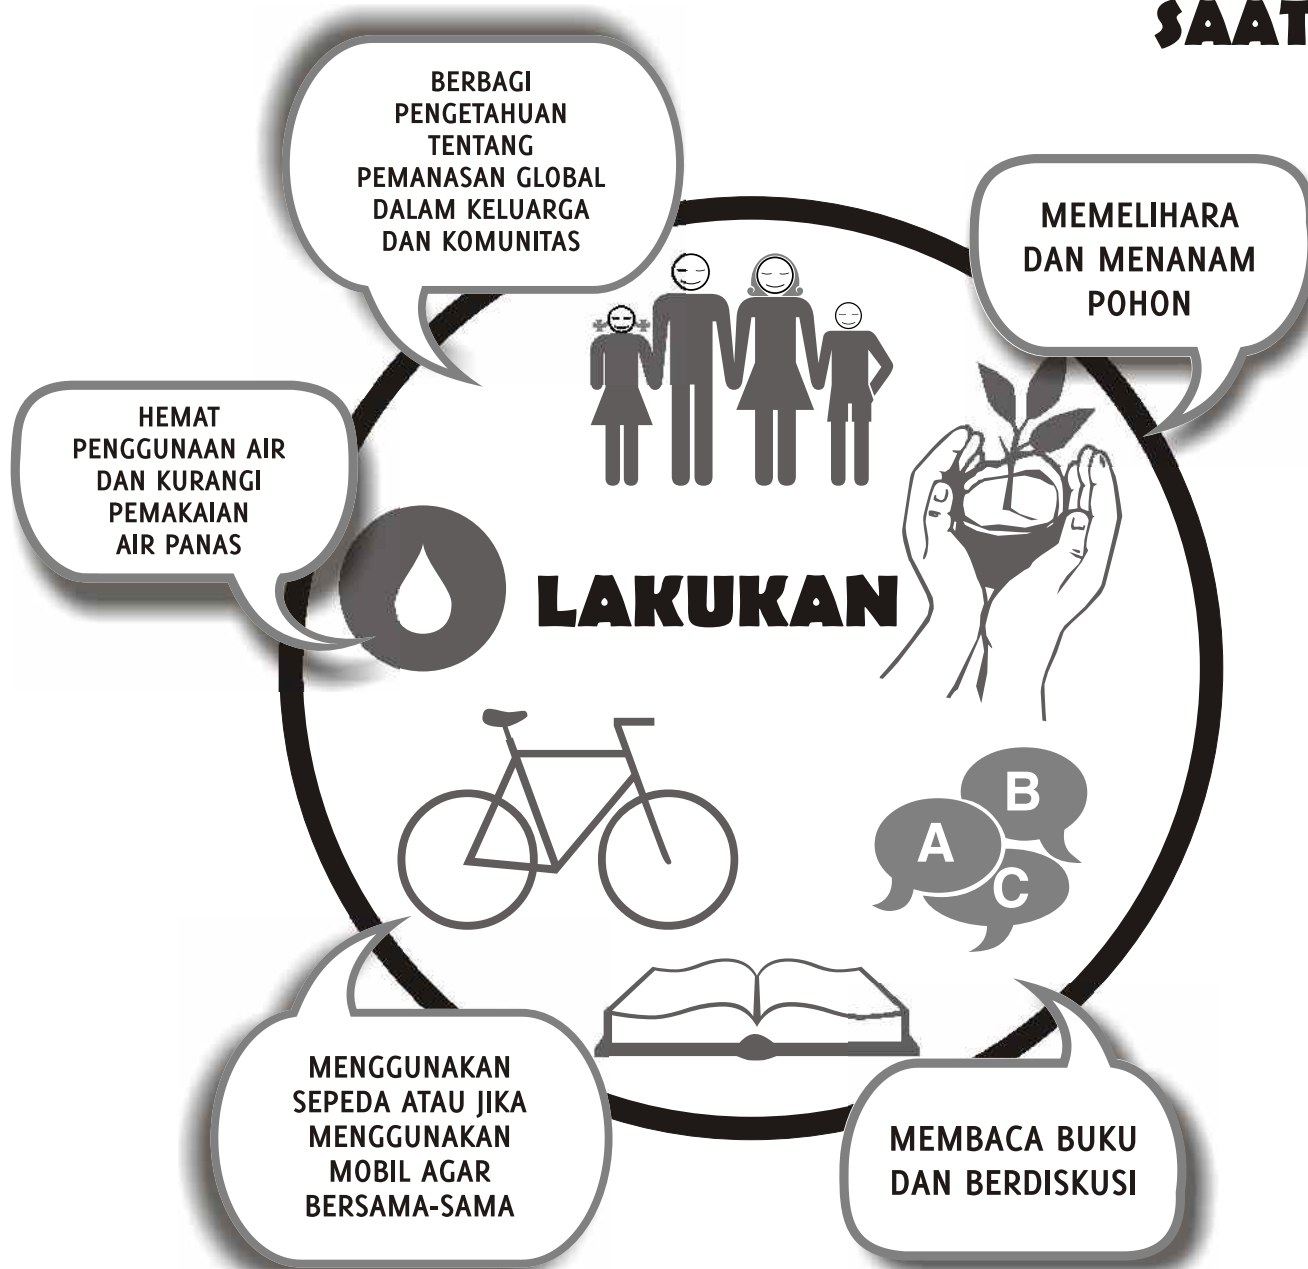 SAAT
BERBAGI
PENGETAHUAN
TENTANG
PEMANASAN GLOBAL
DALAM KELUARGA
DAN KOMUNITAS
MEMELIHARA
DAN MENANAM
POHON
HEMAT
PENGGUNAAN AIR
DAN KURANGI
PEMAKAIAN
AIR PANAS
LAKUKAN
B
A
C
MENGGUNAKAN
SEPEDA ATAU JIKA
MENGGUNAKAN
MOBIL AGAR
BERSAMA-SAMA
MEMBACA BUKU
DAN BERDISKUSI